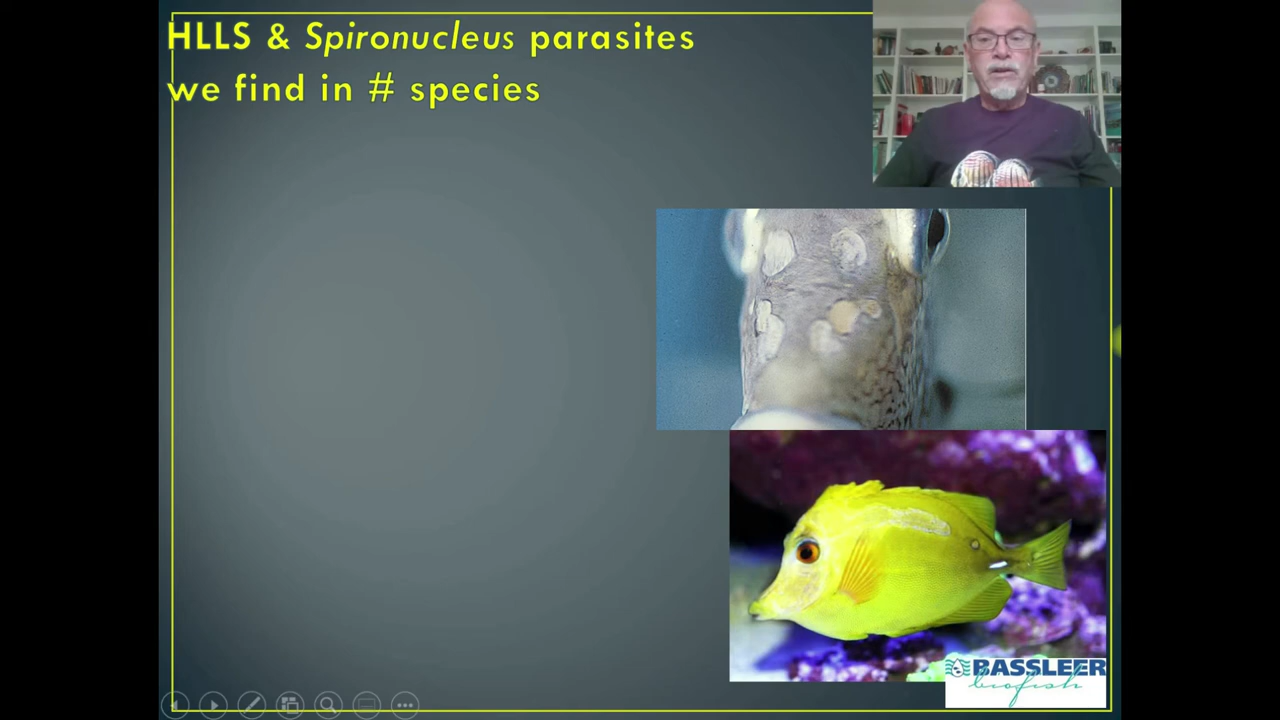 HLLS & Spironucleus parasites
we find in # species
BASSLEER
biofish